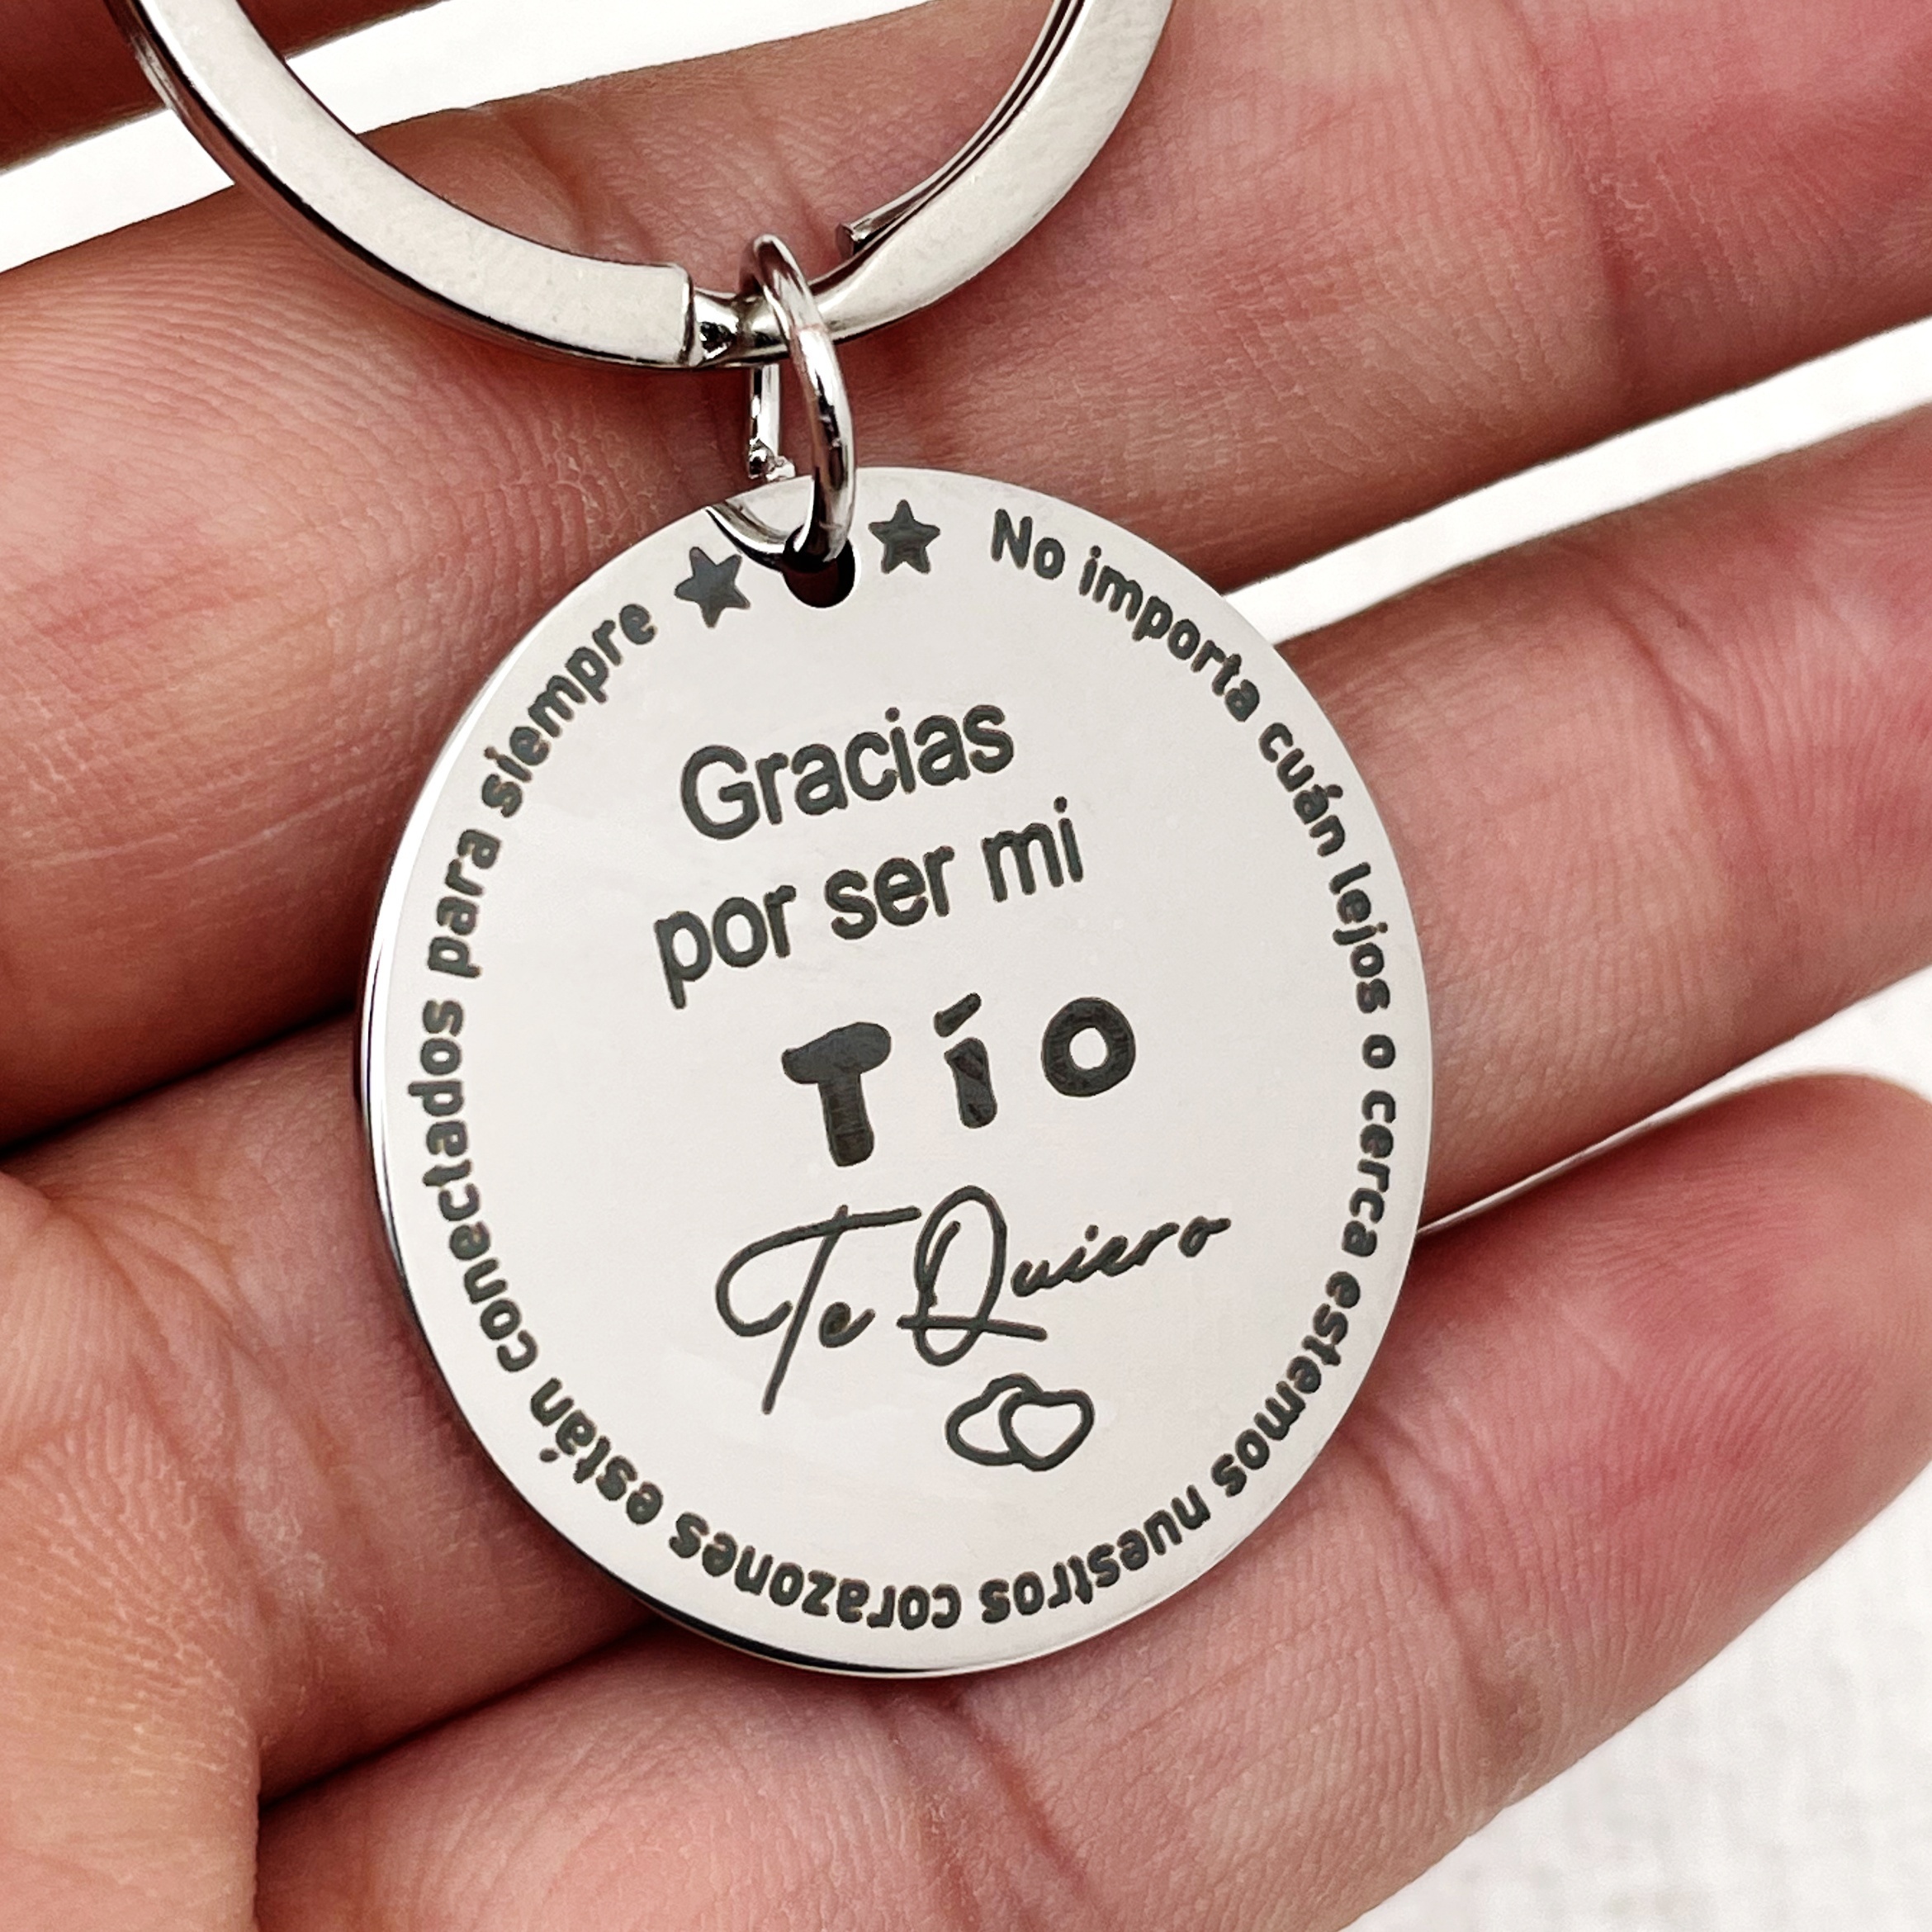 No importa cuán lejos o cerca estemos nuestros corazones están conectados para siempre
Gracias
por ser mi
Tío
Te Quiero